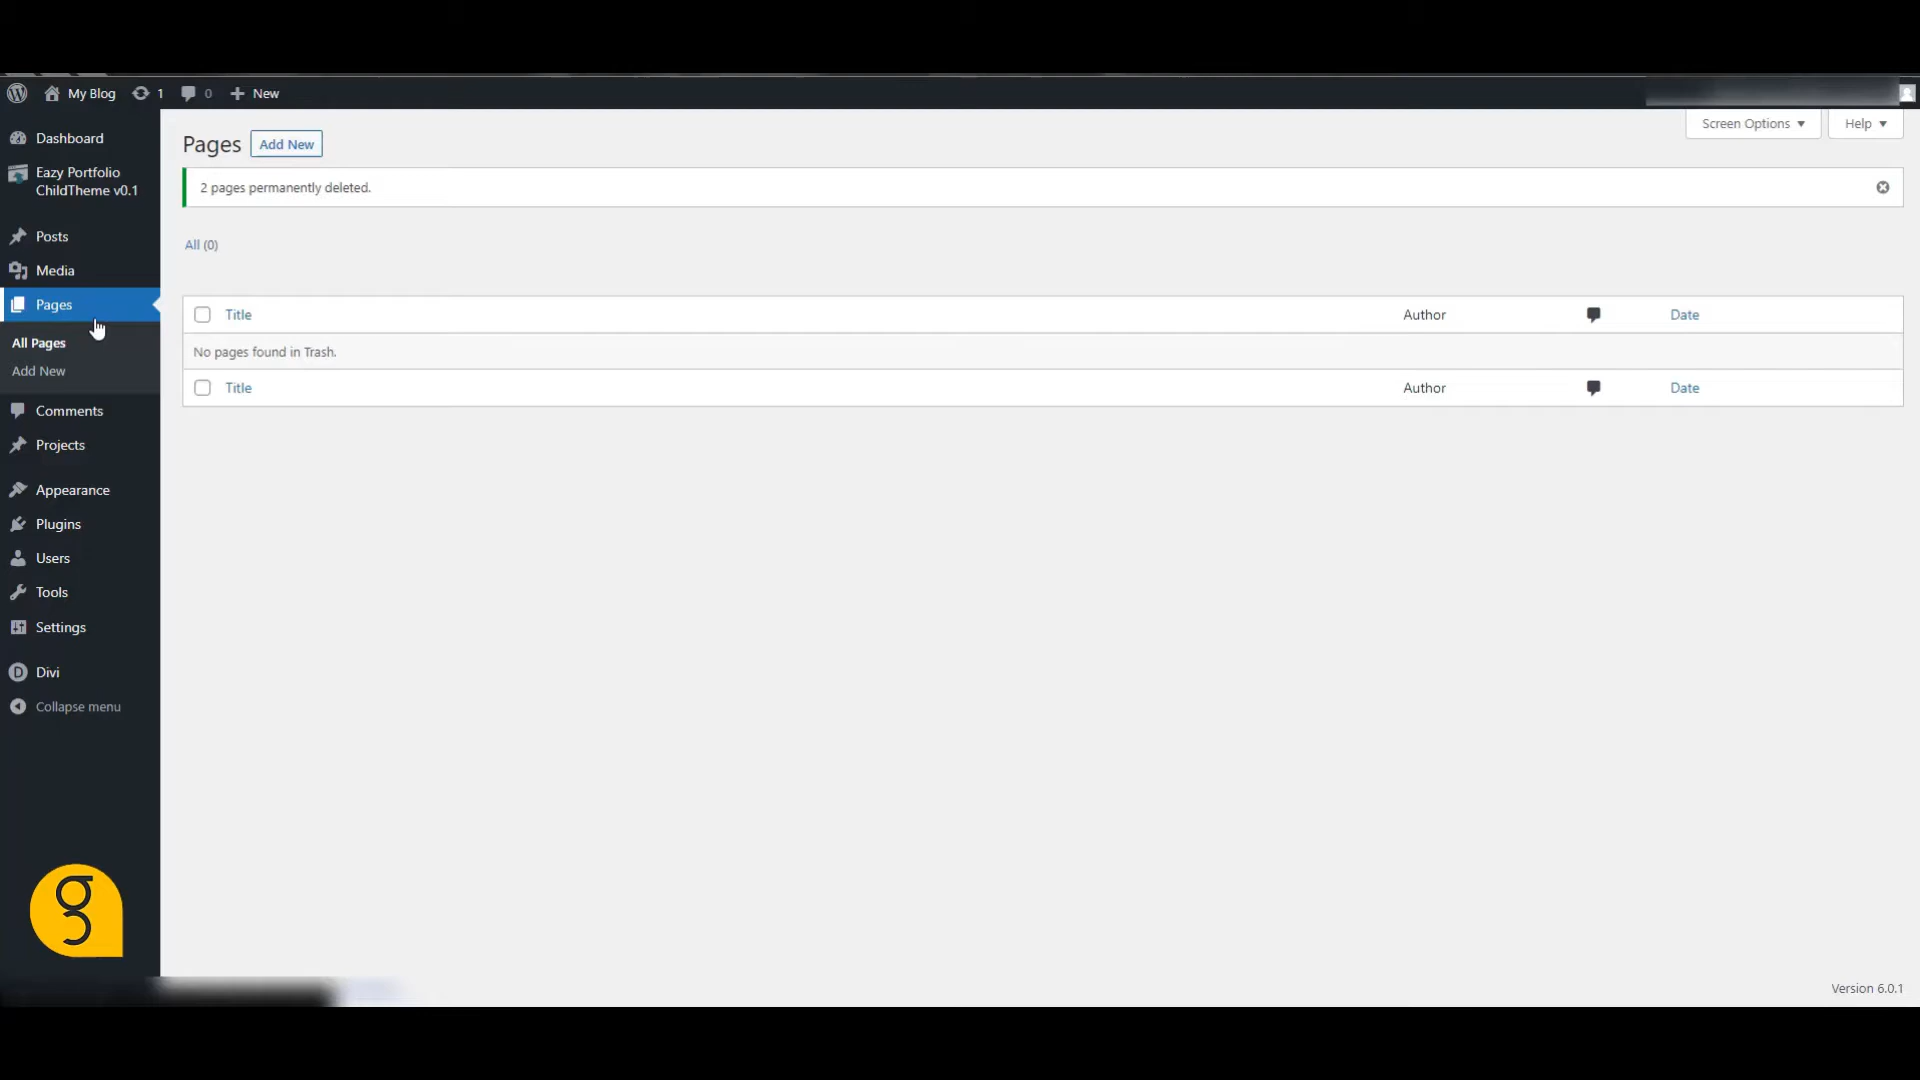 My Blog 1 0 New
Screen Options Help
Dashboard
Eazy Portfolio
ChildTheme v0.1
Posts
Media
Pages
All Pages
Add New
Comments
Projects
Appearance
Plugins
Users
Tools
Settings
Divi
Collapse menu
Pages Add New
2 pages permanently deleted.
All (0)
Title Author Date
No pages found in Trash.
Title Author Date
Version 6.0.1